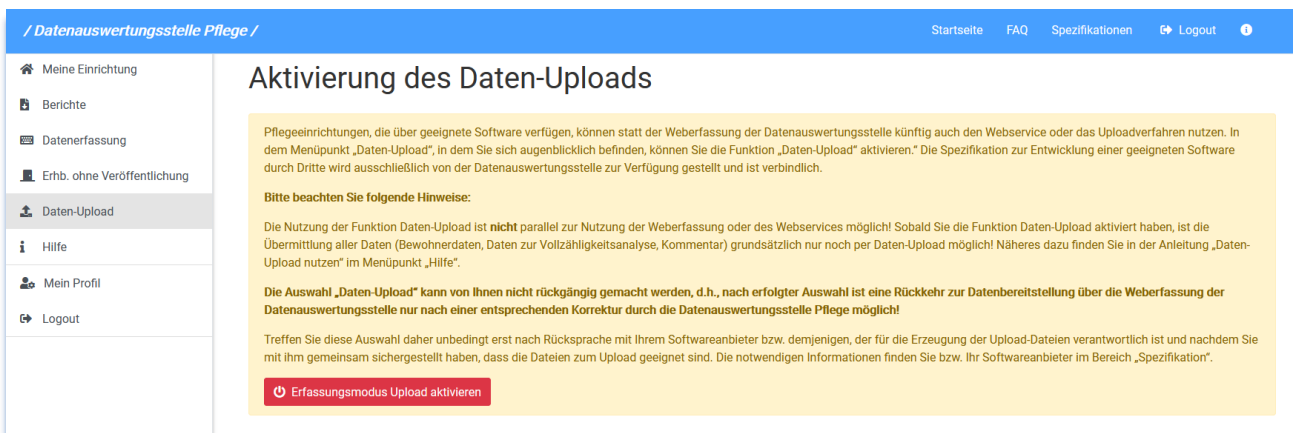 / Datenauswertungsstelle Pflege /
Startseite FAQ Spezifikationen Logout
Meine Einrichtung
Berichte
Datenerfassung
Erhb. ohne Veröffentlichung
Daten-Upload
Hilfe
Mein Profil
Logout
Aktivierung des Daten-Uploads
Pflegeeinrichtungen, die über geeignete Software verfügen, können statt der Weberfassung der Datenauswertungsstelle künftig auch den Webservice oder das Uploadverfahren nutzen. In
dem Menüpunkt „Daten-Upload", in dem Sie sich augenblicklich befinden, können Sie die Funktion „Daten-Upload" aktivieren." Die Spezifikation zur Entwicklung einer geeigneten Software
durch Dritte wird ausschließlich von der Datenauswertungsstelle zur Verfügung gestellt und ist verbindlich.
Bitte beachten Sie folgende Hinweise:
Die Nutzung der Funktion Daten-Upload ist nicht parallel zur Nutzung der Weberfassung oder des Webservices möglich! Sobald Sie die Funktion Daten-Upload aktiviert haben, ist die
Übermittlung aller Daten (Bewohnerdaten, Daten zur Vollzähligkeitsanalyse, Kommentar) grundsätzlich nur noch per Daten-Upload möglich! Näheres dazu finden Sie in der Anleitung „Daten-
Upload nutzen" im Menüpunkt „Hilfe".
Die Auswahl „Daten-Upload" kann von Ihnen nicht rückgängig gemacht werden, d.h., nach erfolgter Auswahl ist eine Rückkehr zur Datenbereitstellung über die Weberfassung der
Datenauswertungsstelle nur nach einer entsprechenden Korrektur durch die Datenauswertungsstelle Pflege möglich!
Treffen Sie diese Auswahl daher unbedingt erst nach Rücksprache mit Ihrem Softwareanbieter bzw. demjenigen, der für die Erzeugung der Upload-Dateien verantwortlich ist und nachdem Sie
mit ihm gemeinsam sichergestellt haben, dass die Dateien zum Upload geeignet sind. Die notwendigen Informationen finden Sie bzw. Ihr Softwareanbieter im Bereich „Spezifikation".
Erfassungsmodus Upload aktivieren